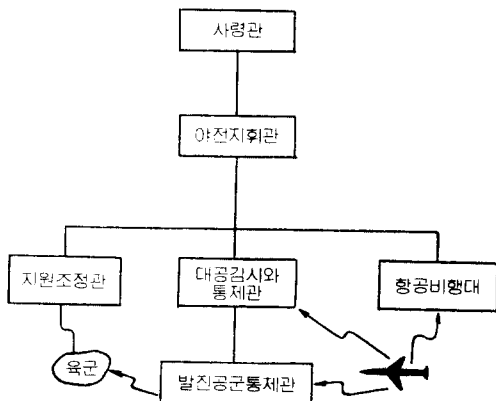 사령관
야전지휘관
지원조정관
대공감시와
통제관
항공비행대
육군
발진공군통제관